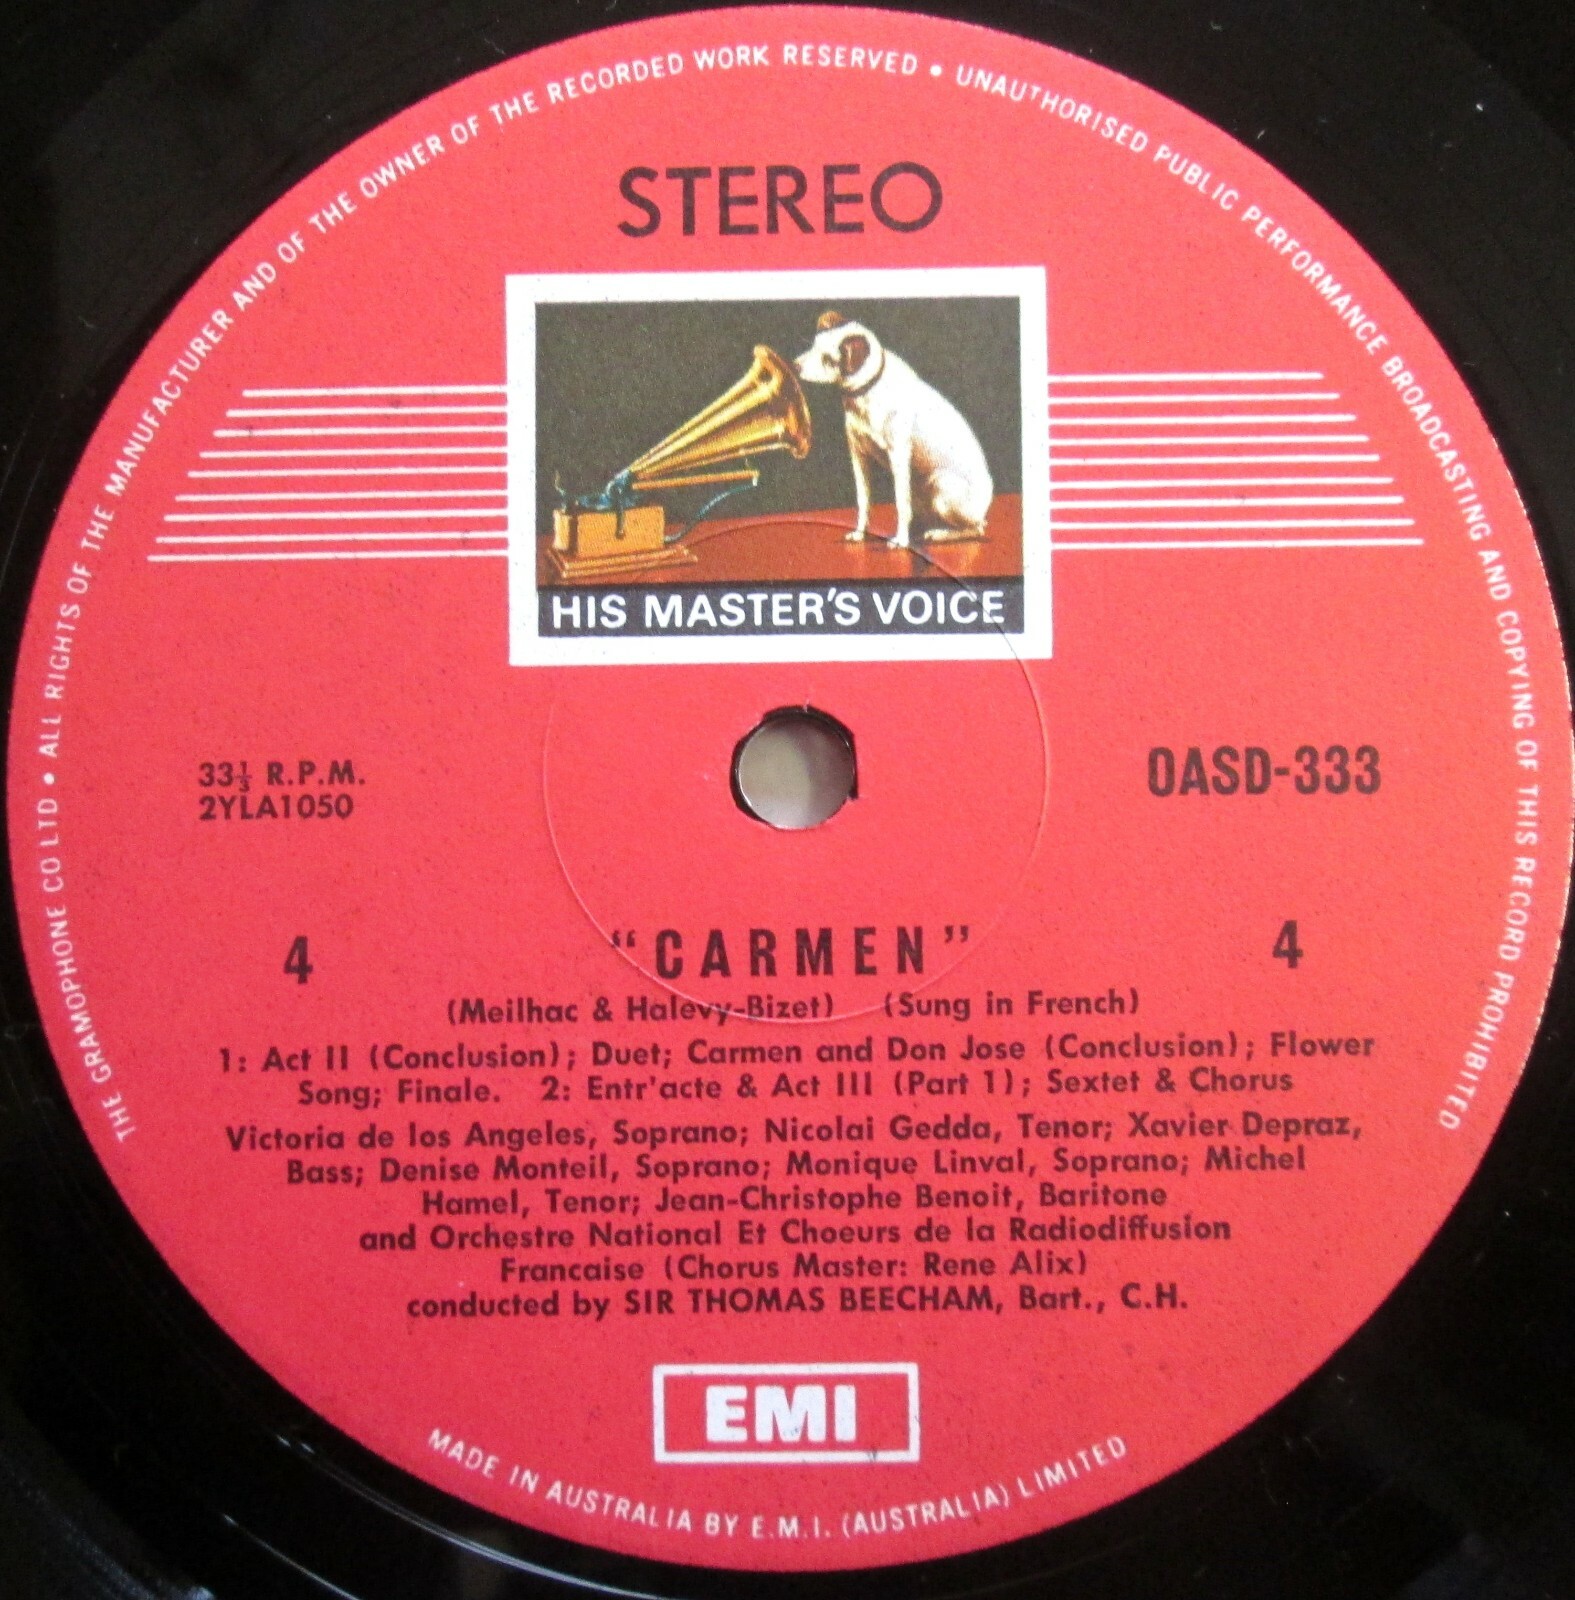 THE GRAMOPHONE CO LTD • ALL RIGHTS OF THE MANUFACTURER AND OF THE OWNER OF THE RECORDED WORK RESERVED • UNAUTHORISED PUBLIC PERFORMANCE BROADCASTING AND COPYING OF THIS RECORD PROHIBITED
STEREO
HIS MASTER'S VOICE
33⅓ R.P.M.
2YLA1050
OASD-333
4 "CARMEN" 4
(Meilhac & Halevy-Bizet) (Sung in French)
1: Act II (Conclusion); Duet; Carmen and Don Jose (Conclusion); Flower
Song; Finale. 2: Entr'acte & Act III (Part 1); Sextet & Chorus
Victoria de los Angeles, Soprano; Nicolai Gedda, Tenor; Xavier Depraz,
Bass; Denise Monteil, Soprano; Monique Linval, Soprano; Michel
Hamel, Tenor; Jean-Christophe Benoit, Baritone
and Orchestre National Et Choeurs de la Radiodiffusion
Francaise (Chorus Master: Rene Alix)
conducted by SIR THOMAS BEECHAM, Bart., C.H.
EMI
MADE IN AUSTRALIA BY E.M.I. (AUSTRALIA) LIMITED